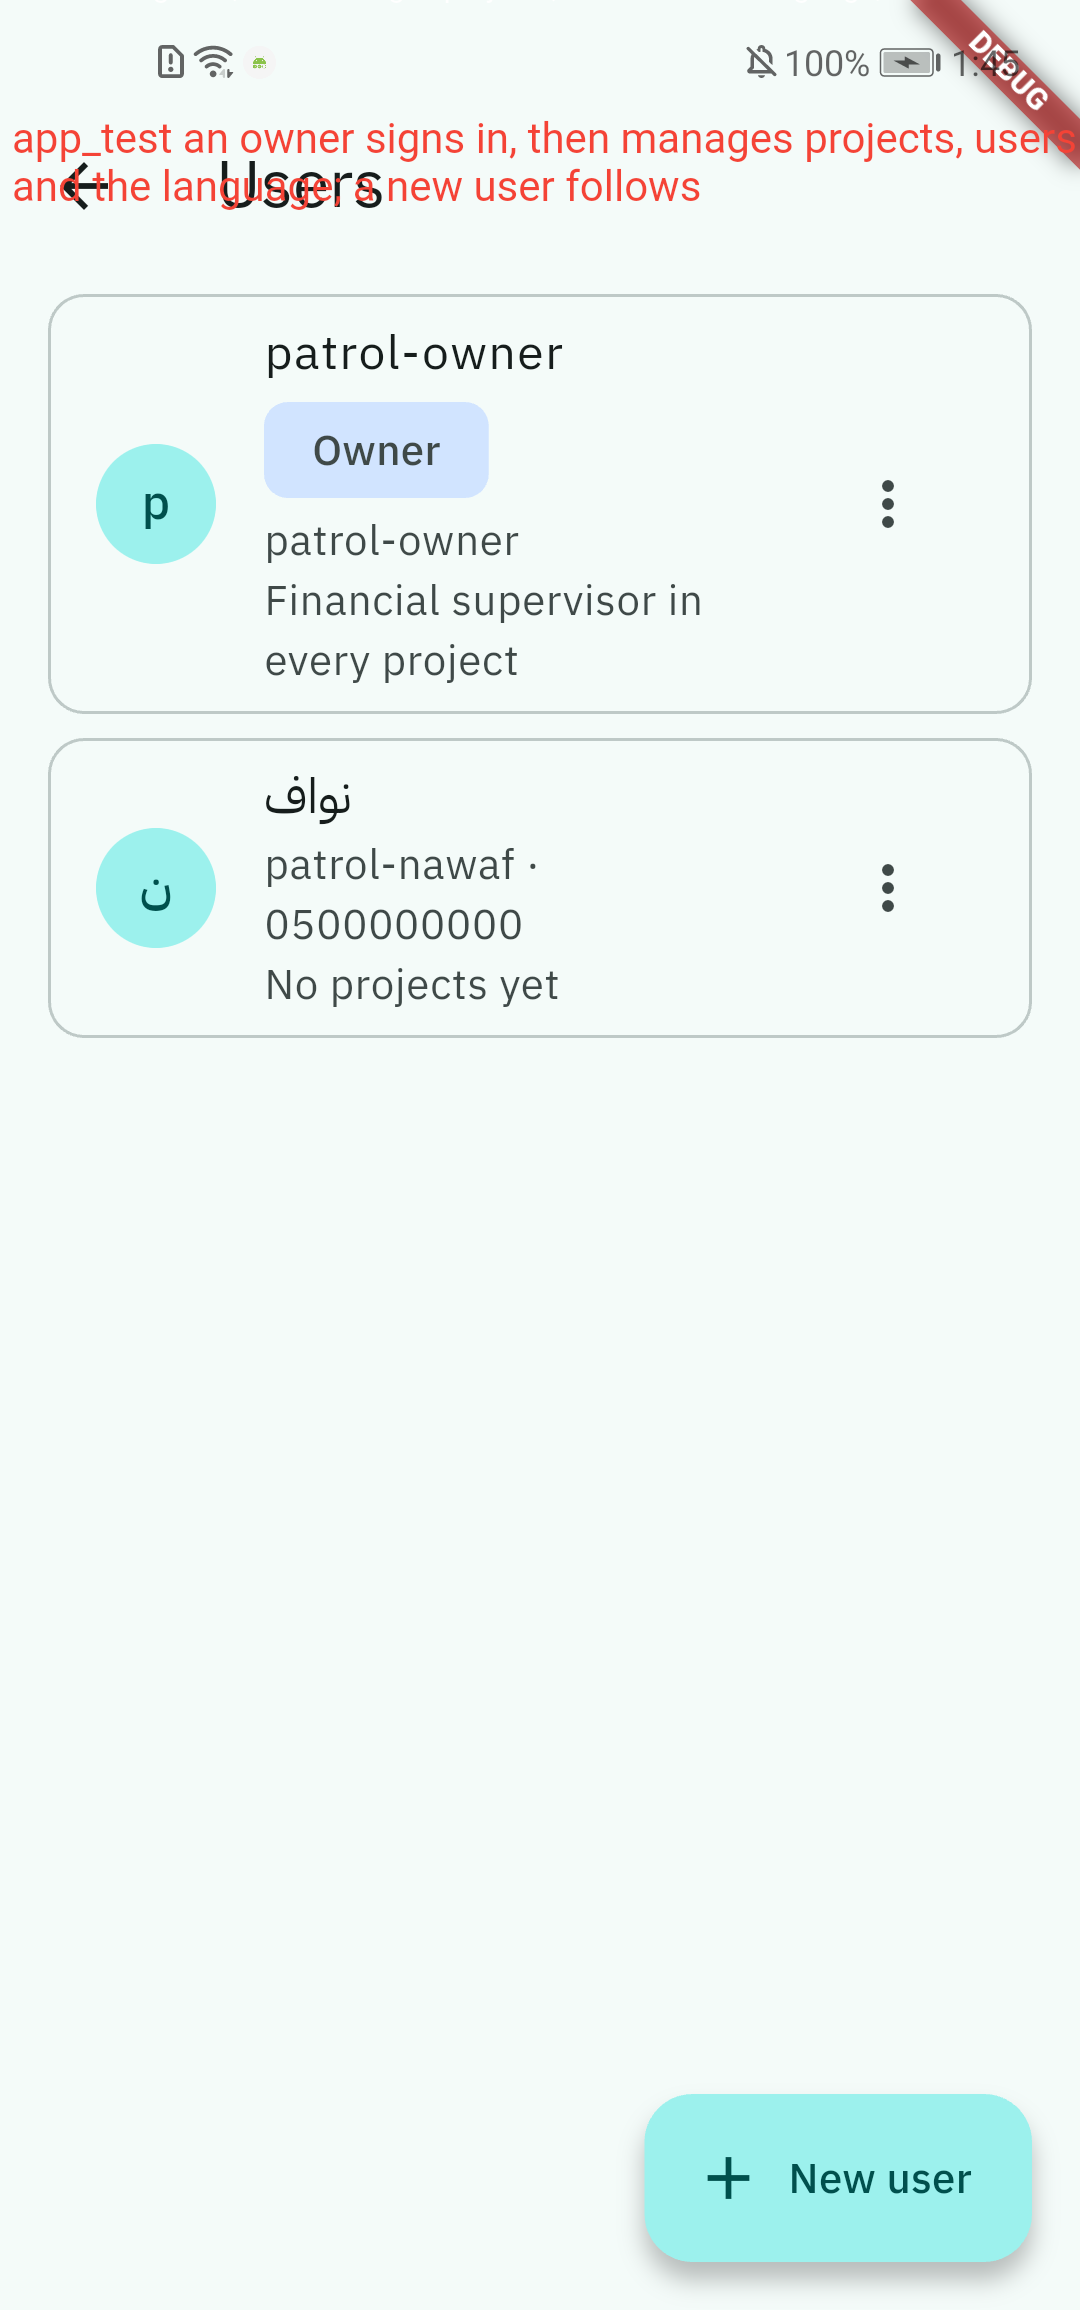 100%
DEBUG
app_test an owner signs in, then manages projects, users
and the language; a new user follows
Users
patrol-owner
Owner
p
patrol-owner
Financial supervisor in
every project
نواف
ن
patrol-nawaf ·
0500000000
No projects yet
New user